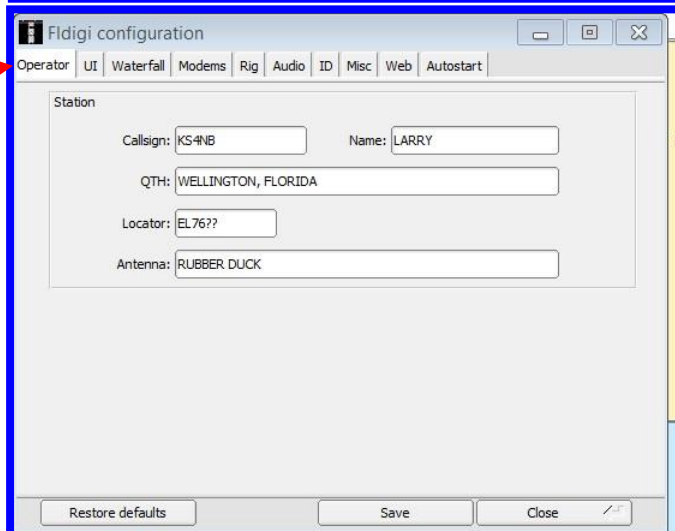 Fldigi configuration
Operator UI Waterfall Modems Rig Audio ID Misc Web Autostart
Station
Callsign: KS4NB Name: LARRY
QTH: WELLINGTON, FLORIDA
Locator: EL76??
Antenna: RUBBER DUCK
Restore defaults Save Close